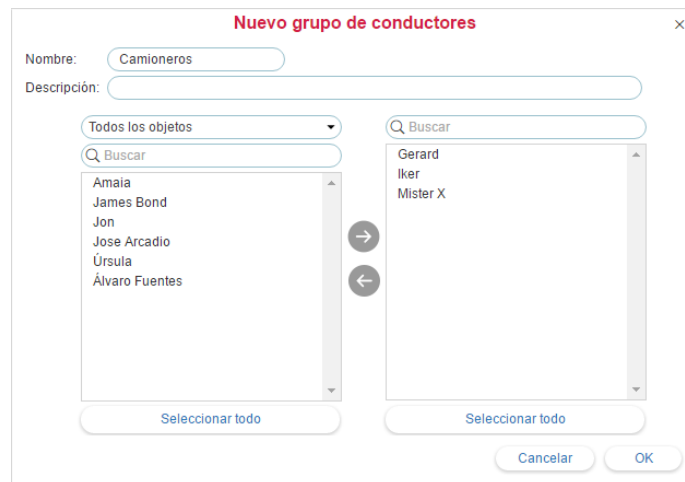 Nuevo grupo de conductores
×
Nombre: Camioneros
Descripción:
Todos los objetos
Buscar
Amaia
James Bond
Jon
Jose Arcadio
Úrsula
Álvaro Fuentes
Seleccionar todo
Buscar
Gerard
Iker
Mister X
Seleccionar todo
Cancelar
OK